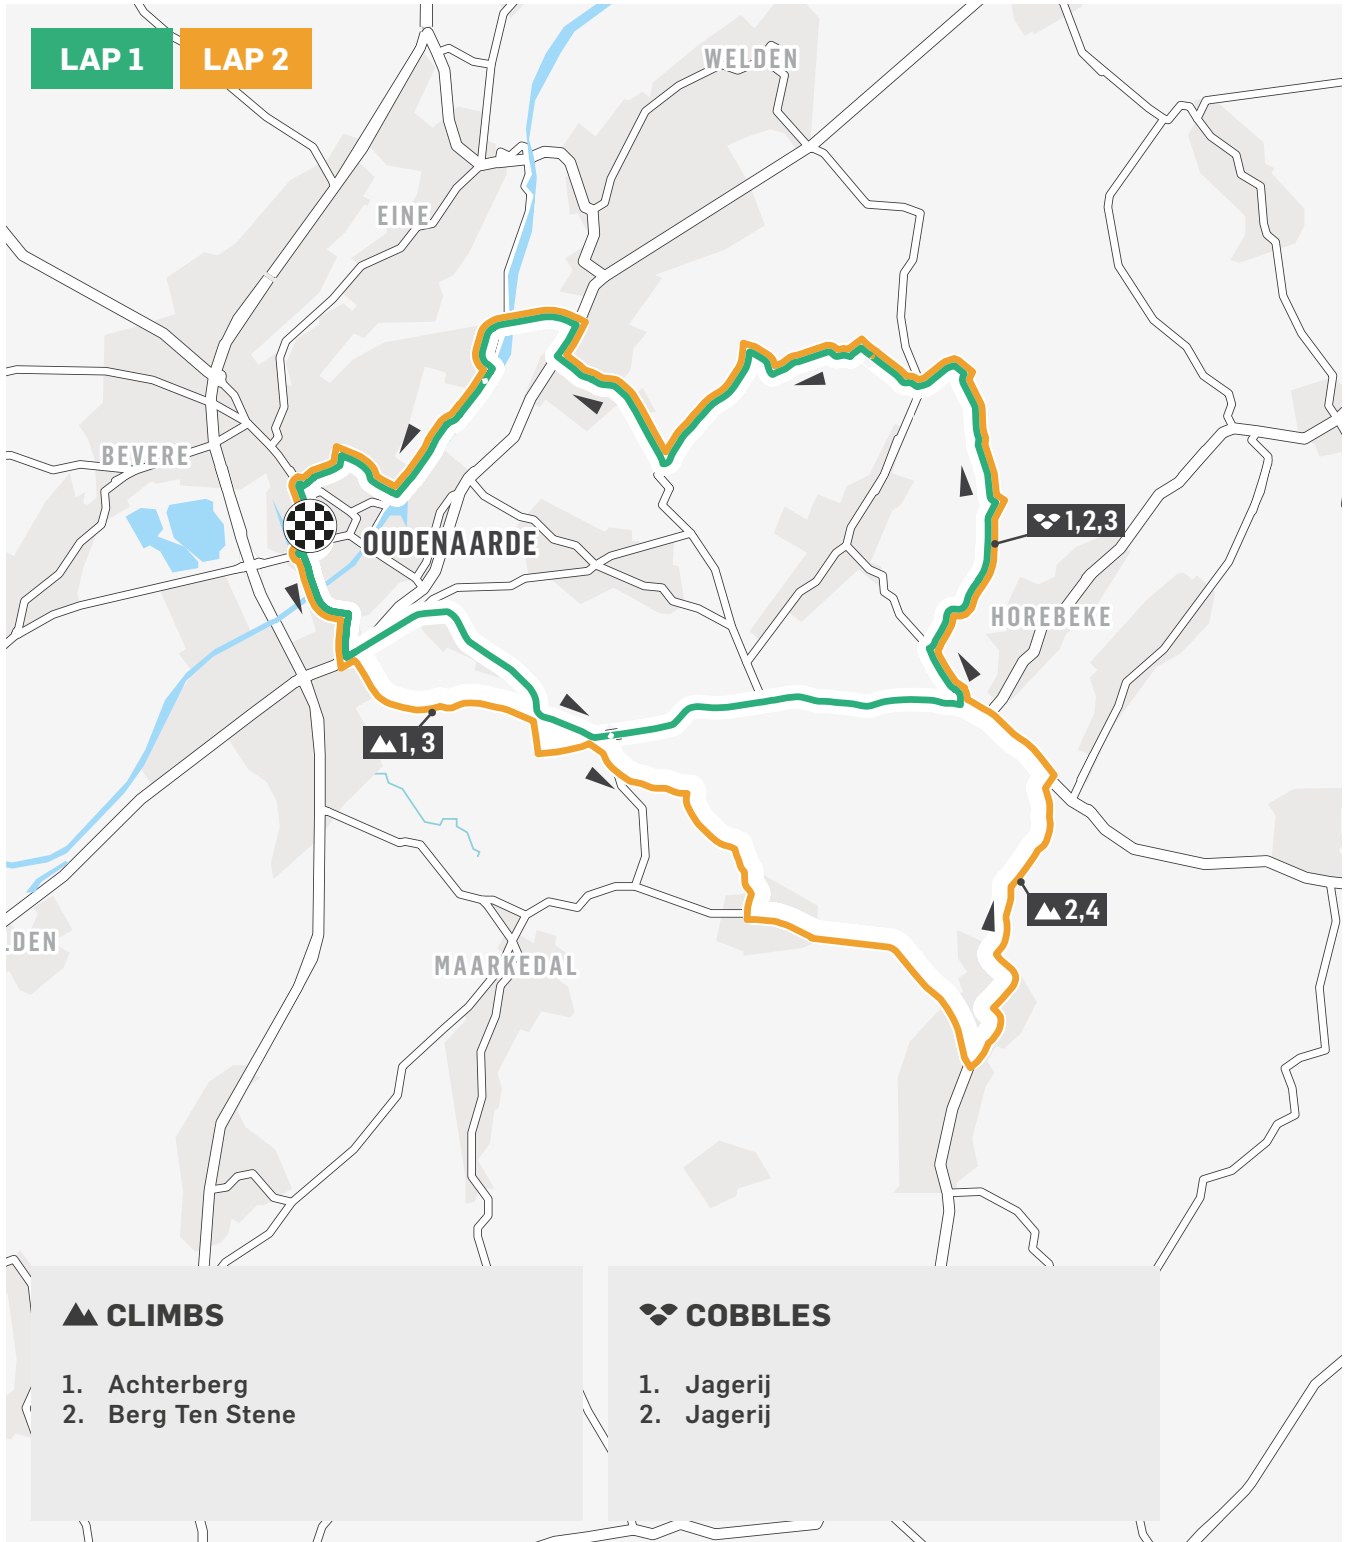 LAP 1 LAP 2
WELDEN
EINE
BEVERE
OUDENAARDE
1,2,3
HOREBEKE
1, 3
2,4
.DEN
MAARKEDAL
CLIMBS
1. Achterberg
2. Berg Ten Stene
COBBLES
1. Jagerij
2. Jagerij